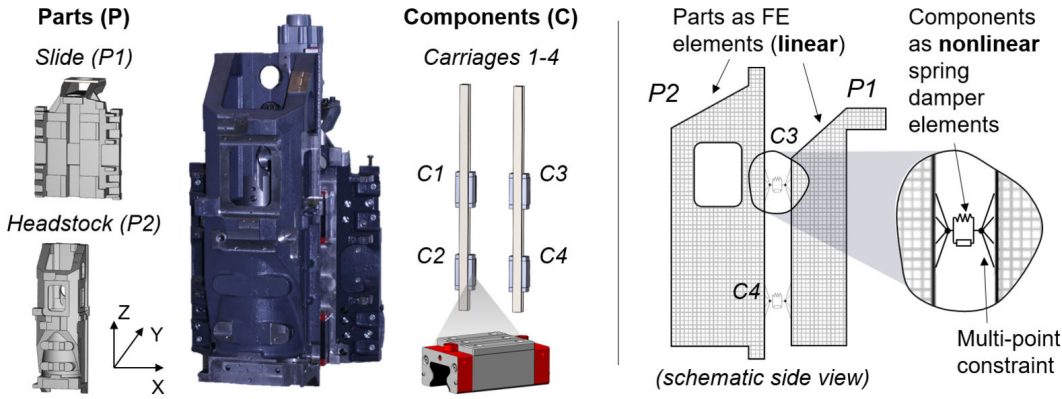 Parts (P)
Slide (P1)
Headstock (P2)
Z
Y
X
Components (C)
Carriages 1-4
C1
C3
C2
C4
Parts as FE
elements (linear)
P2
P1
C3
C4
(schematic side view)
Components
as nonlinear
spring
damper
elements
Multi-point
constraint